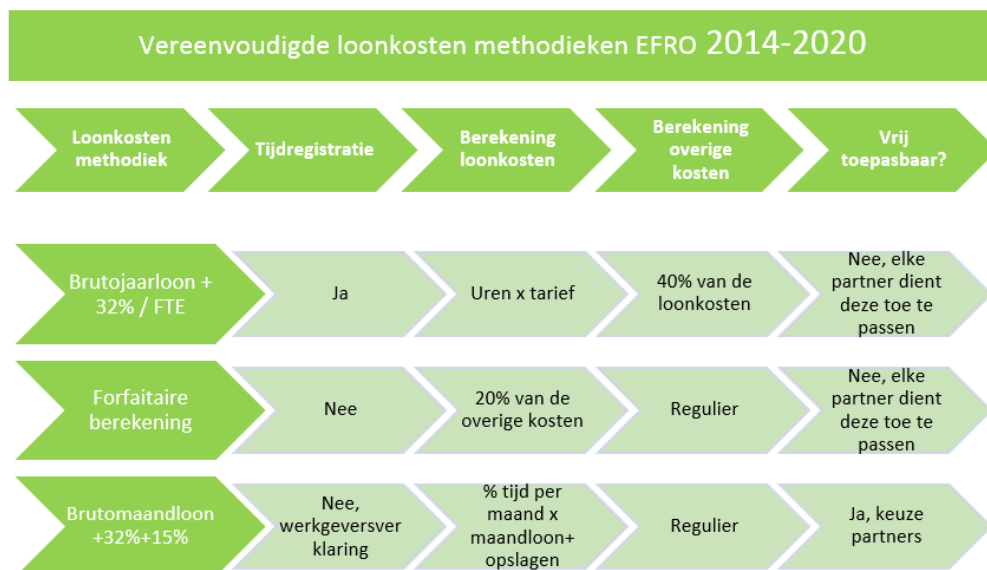 Vereenvoudigde loonkosten methodieken EFRO 2014-2020
Loonkosten
methodiek
Tijdregistratie
Berekening
loonkosten
Berekening
overige
kosten
Vrij
toepasbaar?
Brutojaarloon +
32% / FTE
Ja
Uren x tarief
40% van de
loonkosten
Nee, elke
partner dient
deze toe te
passen
Forfaitaire
berekening
Nee
20% van de
overige kosten
Regulier
Nee, elke
partner dient
deze toe te
passen
Brutomaandloon
+32%+15%
Nee,
werkgeversver
klaring
% tijd per
maand x
maandloon+
opslagen
Regulier
Ja, keuze
partners